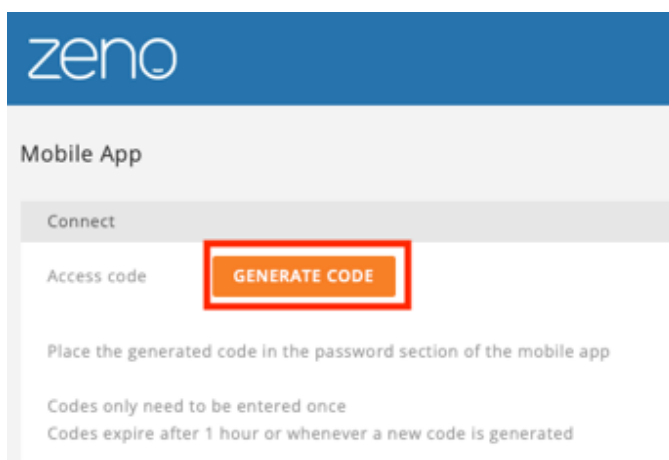 zeno
Mobile App
Connect
Access code
GENERATE CODE
Place the generated code in the password section of the mobile app
Codes only need to be entered once
Codes expire after 1 hour or whenever a new code is generated